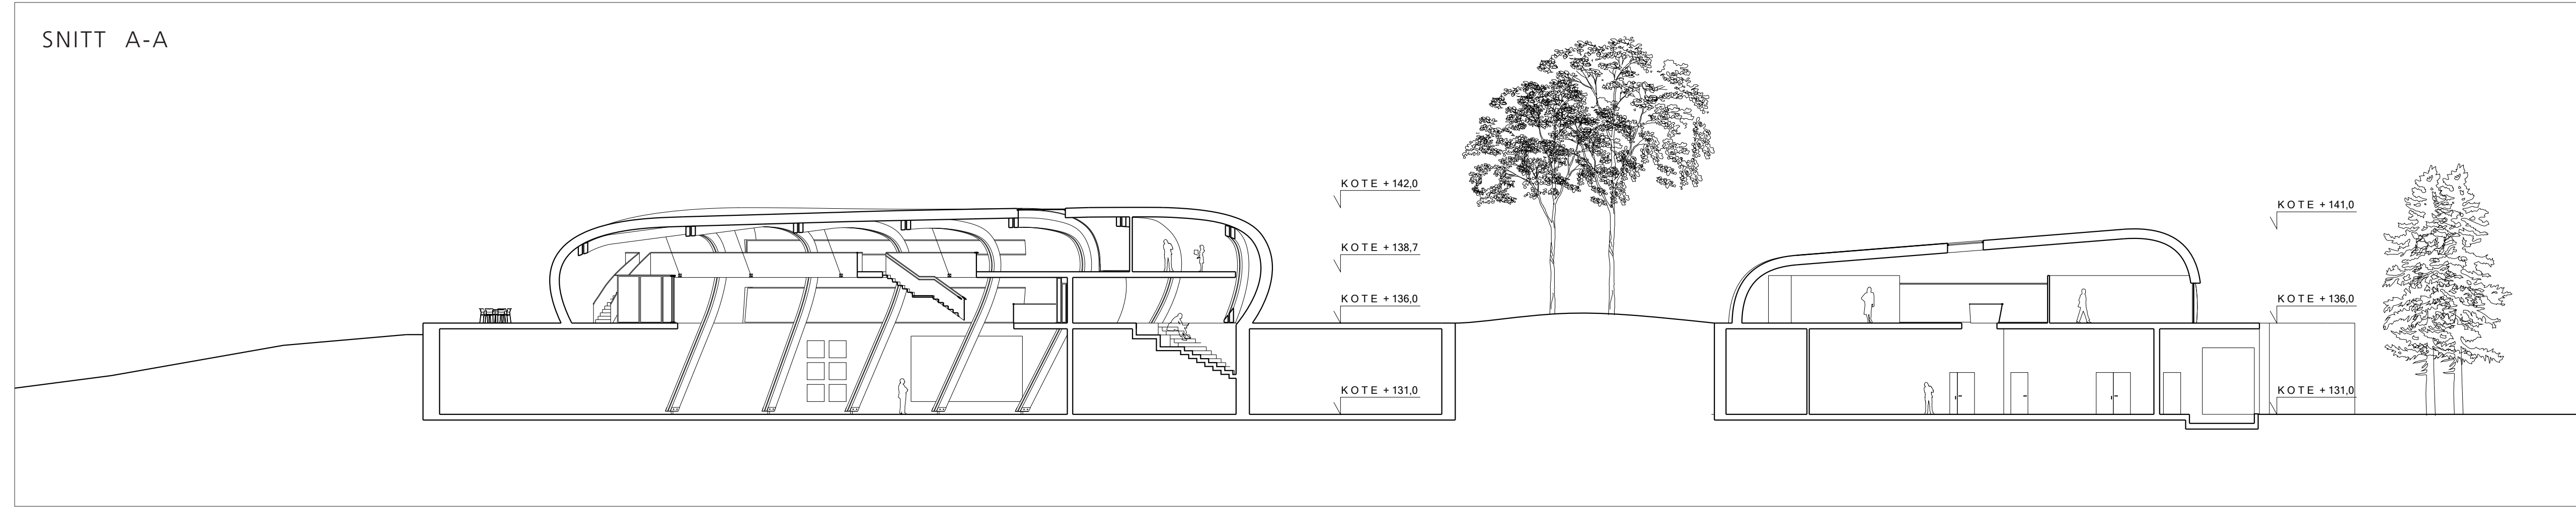 SNITT A-A
KOTE + 142,0
KOTE + 138,7
KOTE + 136,0
KOTE + 131,0
KOTE + 141,0
KOTE + 136,0
KOTE + 131,0